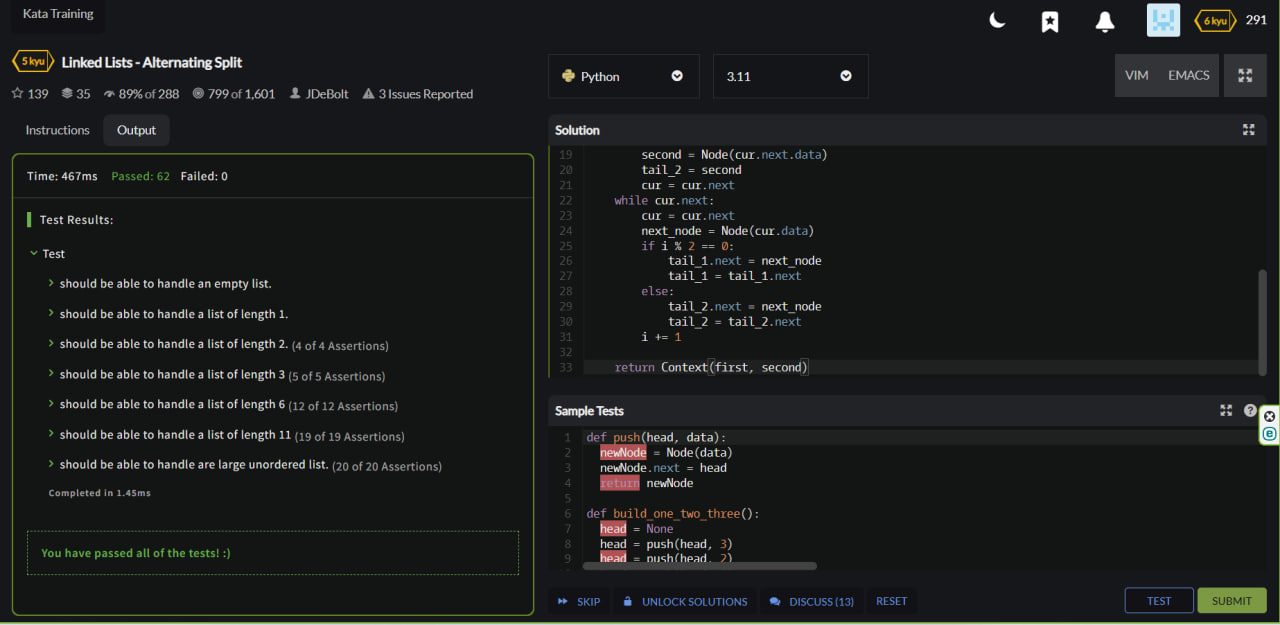 Kata Training
6 kyu 291
5 kyu Linked Lists - Alternating Split
139 35 89% of 288 799 of 1,601 JDeBolt 3 Issues Reported
Python
3.11
VIM EMACS
Instructions Output
Time: 467ms Passed: 62 Failed: 0
Test Results:
Test
should be able to handle an empty list.
should be able to handle a list of length 1.
should be able to handle a list of length 2. (4 of 4 Assertions)
should be able to handle a list of length 3 (5 of 5 Assertions)
should be able to handle a list of length 6 (12 of 12 Assertions)
should be able to handle a list of length 11 (19 of 19 Assertions)
should be able to handle are large unordered list. (20 of 20 Assertions)
Completed in 1.45ms
You have passed all of the tests! :)
Solution
19 second = Node(cur.next.data)
20 tail_2 = second
21 cur = cur.next
22 while cur.next:
23 cur = cur.next
24 next_node = Node(cur.data)
25 if i % 2 == 0:
26 tail_1.next = next_node
27 tail_1 = tail_1.next
28 else:
29 tail_2.next = next_node
30 tail_2 = tail_2.next
31 i += 1
32
33 return Context(first, second)
Sample Tests
?
1 def push(head, data):
2 newNode = Node(data)
3 newNode.next = head
4 return newNode
5
6 def build_one_two_three():
7 head = None
8 head = push(head, 3)
9 head = push(head, 2)
SKIP UNLOCK SOLUTIONS DISCUSS (13) RESET
TEST SUBMIT